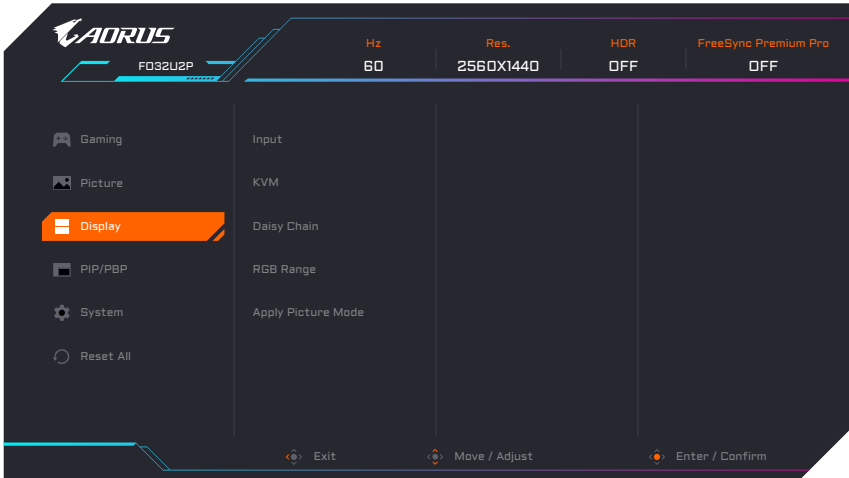 AORUS
FO32U2P
Hz
60
Res.
2560X1440
HDR
OFF
FreeSync Premium Pro
OFF
Gaming
Picture
Display
PIP/PBP
System
Reset All
Input
KVM
Daisy Chain
RGB Range
Apply Picture Mode
Exit
Move / Adjust
Enter / Confirm